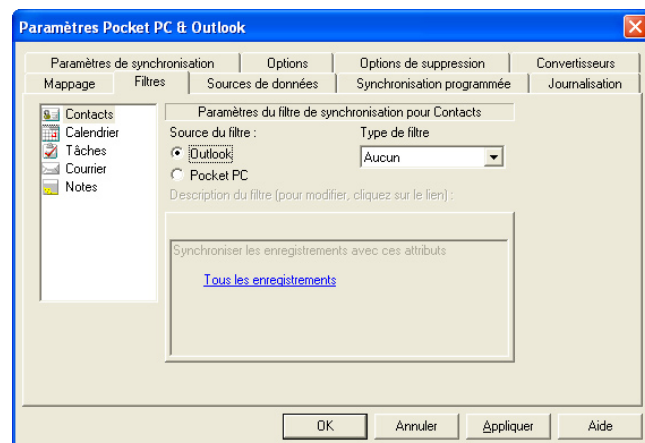 Paramètres Pocket PC & Outlook
Paramètres de synchronisation Options Options de suppression Convertisseurs
Mappage Filtres Sources de données Synchronisation programmée Journalisation
Contacts
Calendrier
Tâches
Courrier
Notes
Paramètres du filtre de synchronisation pour Contacts
Source du filtre : Type de filtre
Outlook Aucun
Pocket PC
Description du filtre (pour modifier, cliquez sur le lien) :
Synchroniser les enregistrements avec ces attributs
Tous les enregistrements
OK Annuler Appliquer Aide